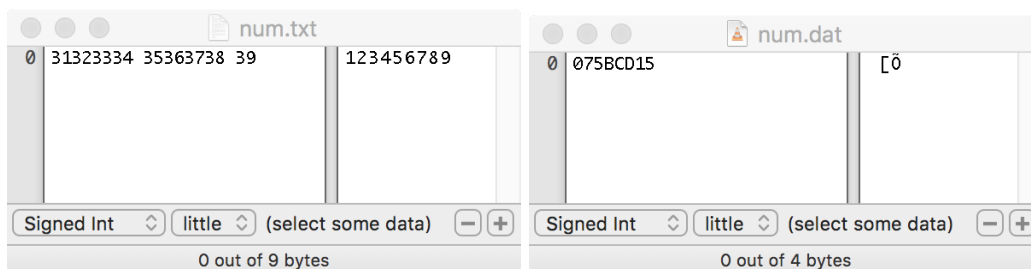 num.txt
0 31323334 35363738 39 123456789
Signed Int little (select some data) − +
0 out of 9 bytes
num.dat
0 075BCD15 [Õ
Signed Int little (select some data) − +
0 out of 4 bytes